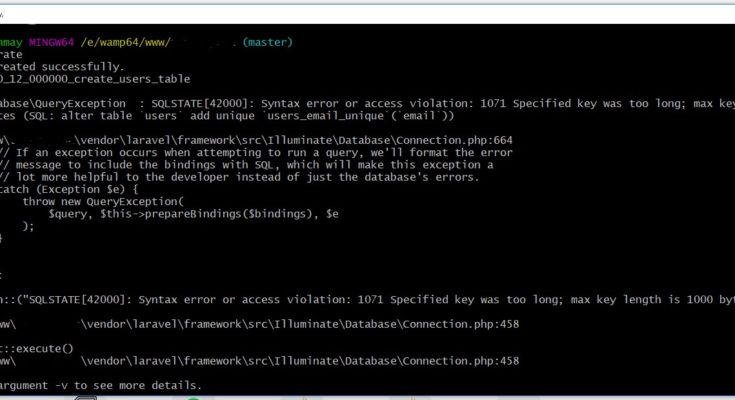 nmay MINGW64 /e/wamp64/www/ (master)
rate
reated successfully.
0_12_000000_create_users_table
abase\QueryException : SQLSTATE[42000]: Syntax error or access violation: 1071 Specified key was too long; max key
tes (SQL: alter table `users` add unique `users_email_unique`(`email`))
w\ \vendor\laravel\framework\src\Illuminate\Database\Connection.php:664
// If an exception occurs when attempting to run a query, we'll format the error
// message to include the bindings with SQL, which will make this exception a
// lot more helpful to the developer instead of just the database's errors.
catch (Exception $e) {
throw new QueryException(
$query, $this->prepareBindings($bindings), $e
);
}
:
n::("SQLSTATE[42000]: Syntax error or access violation: 1071 Specified key was too long; max key length is 1000 byt
ww\ \vendor\laravel\framework\src\Illuminate\Database\Connection.php:458
t::execute()
ww\ \vendor\laravel\framework\src\Illuminate\Database\Connection.php:458
argument -v to see more details.